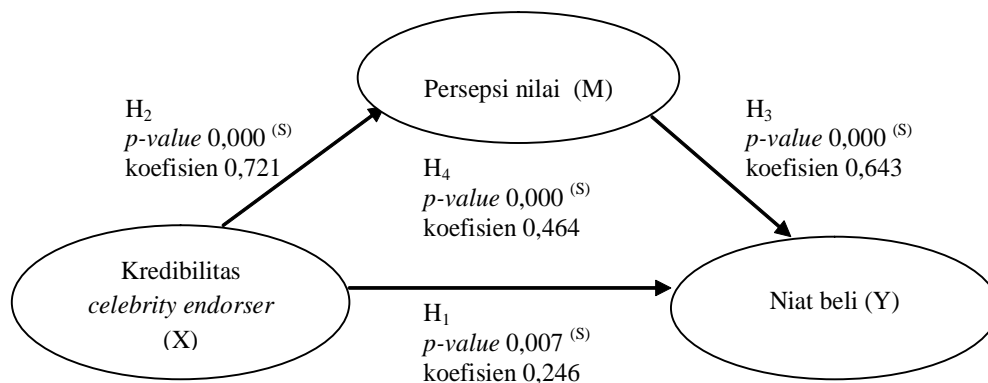 Persepsi nilai (M)
H₂
p-value 0,000 (S)
koefisien 0,721
H₃
p-value 0,000 (S)
koefisien 0,643
H₄
p-value 0,000 (S)
koefisien 0,464
Kredibilitas
celebrity endorser
(X)
Niat beli (Y)
H₁
p-value 0,007 (S)
koefisien 0,246